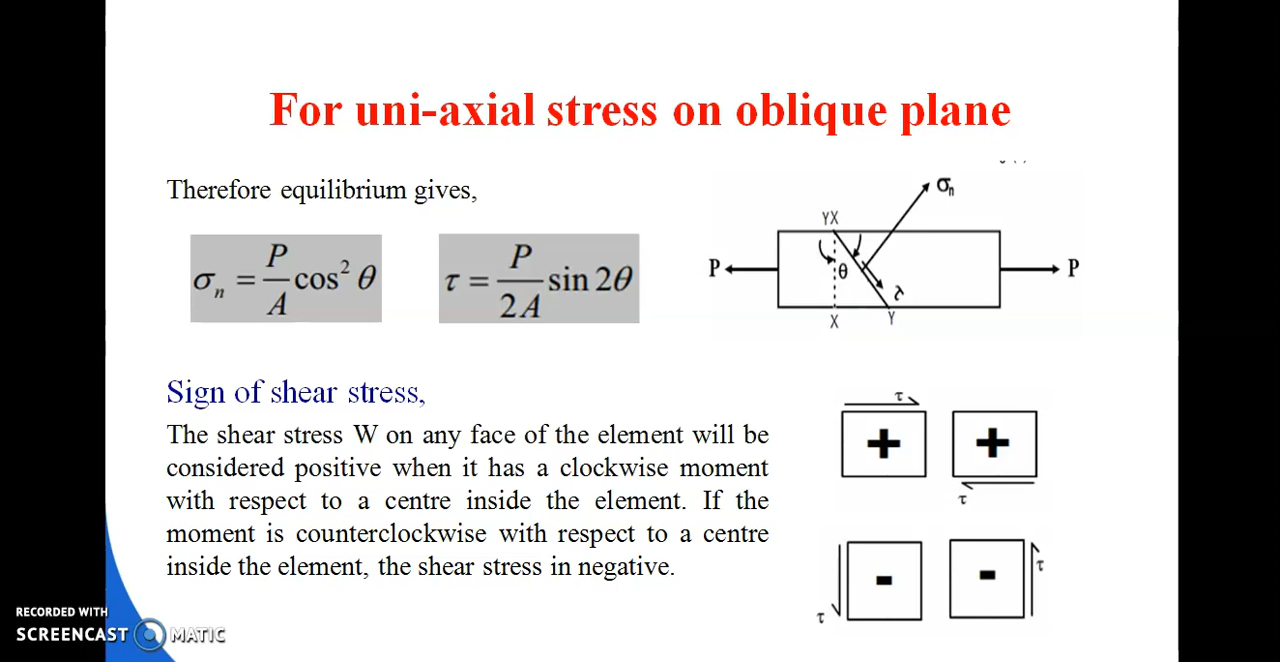 For uni-axial stress on oblique plane
Therefore equilibrium gives,
σn = P/A cos² θ
τ = P/2A sin 2θ
σn
YX
P
θ
P
X
Y
Sign of shear stress,
The shear stress W on any face of the element will be
considered positive when it has a clockwise moment
with respect to a centre inside the element. If the
moment is counterclockwise with respect to a centre
inside the element, the shear stress in negative.
τ
+
+
τ
-
-
τ
τ
RECORDED WITH
SCREENCAST MATIC